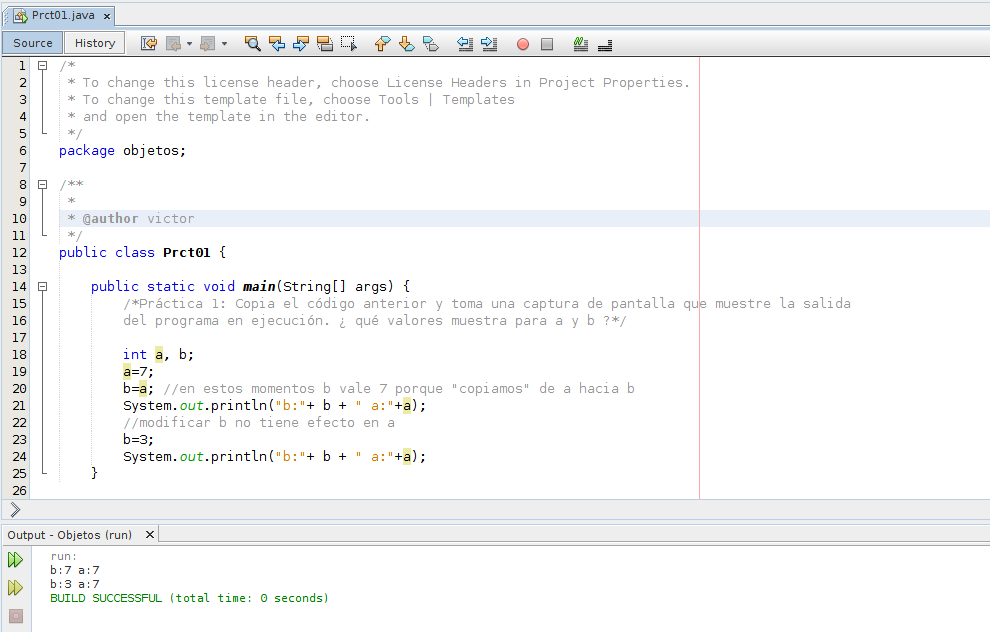 Prct01.java
Source History
1 /*
2 * To change this license header, choose License Headers in Project Properties.
3 * To change this template file, choose Tools | Templates
4 * and open the template in the editor.
5 */
6 package objetos;
7
8 /**
9 *
10 * @author victor
11 */
12 public class Prct01 {
13
14 public static void main(String[] args) {
15 /*Práctica 1: Copia el código anterior y toma una captura de pantalla que muestre la salida
16 del programa en ejecución. ¿ qué valores muestra para a y b ?*/
17
18 int a, b;
19 a=7;
20 b=a; //en estos momentos b vale 7 porque "copiamos" de a hacia b
21 System.out.println("b:"+ b + " a:"+a);
22 //modificar b no tiene efecto en a
23 b=3;
24 System.out.println("b:"+ b + " a:"+a);
25 }
26
Output - Objetos (run)
run:
b:7 a:7
b:3 a:7
BUILD SUCCESSFUL (total time: 0 seconds)